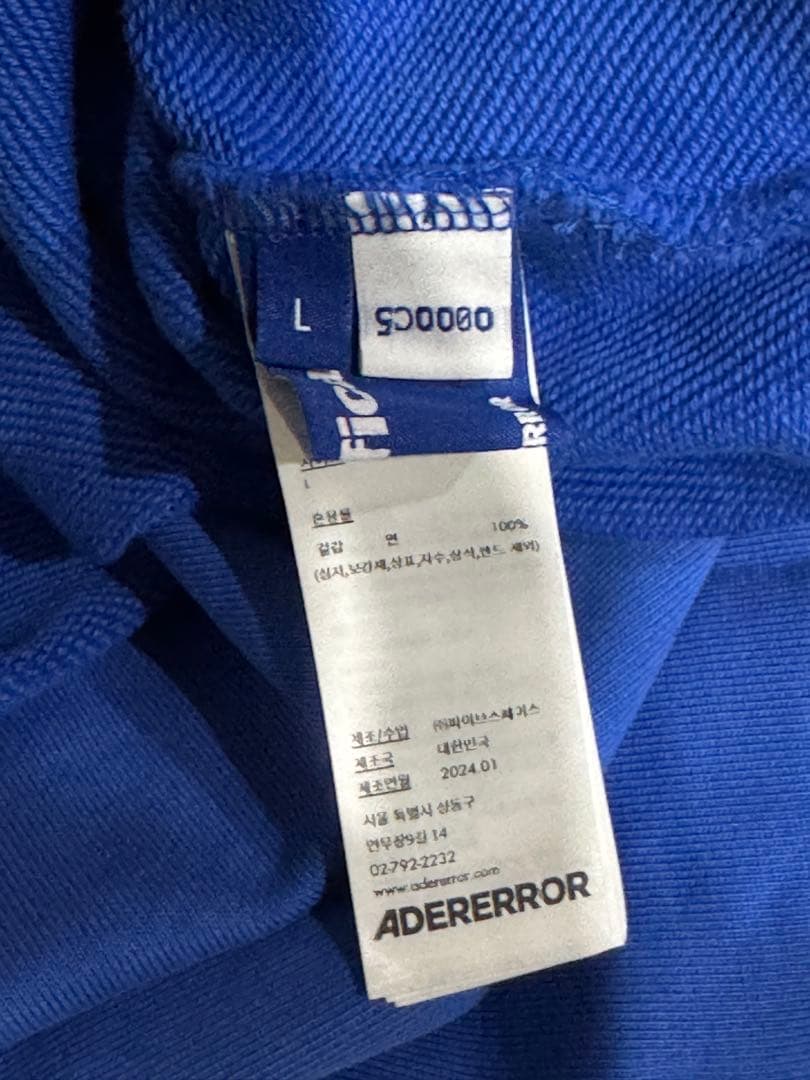 L
0000C5
Fic
L
혼용률
겉감 면 100%
(심지,보강재,상표,자수,장식,밴드 제외)
제조/수입 ㈜파이브스페이스
제조국 대한민국
제조연월 2024.01
서울 특별시 성동구
연무장9길 14
02-792-2232
www.adererror.com
ADERERROR